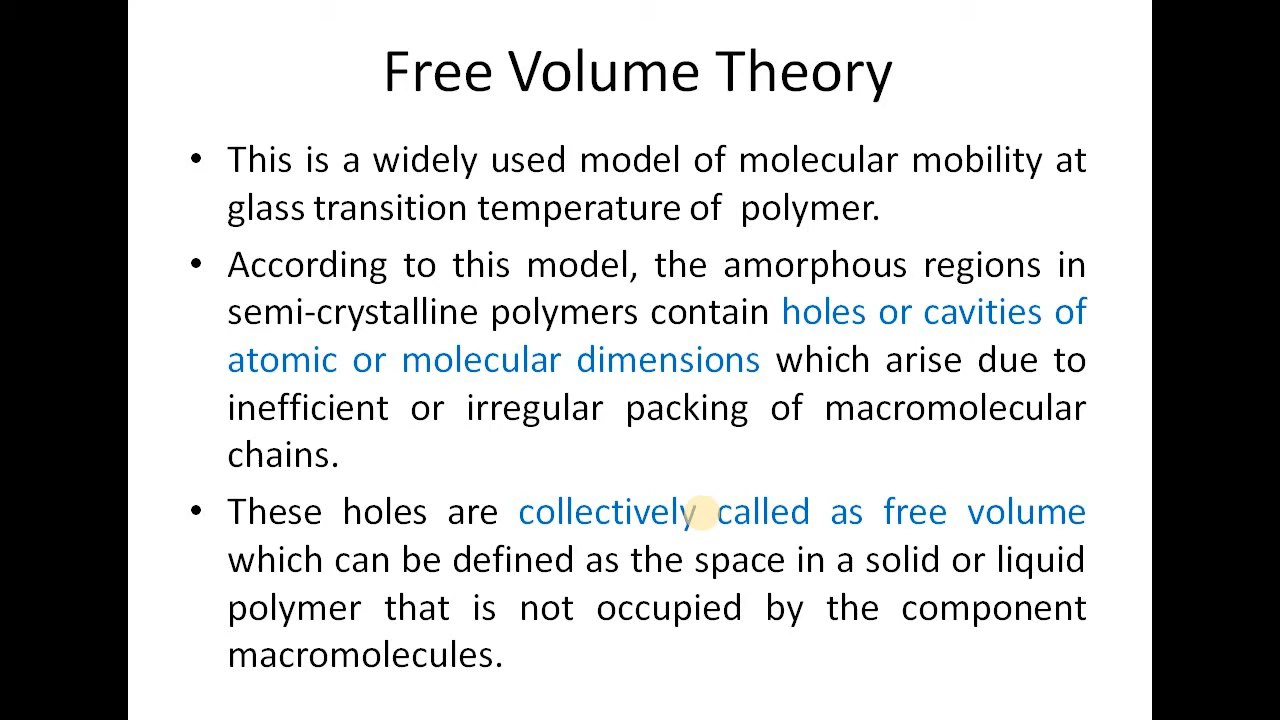 Free Volume Theory
• This is a widely used model of molecular mobility at
glass transition temperature of  polymer.
• According to this model, the amorphous regions in
semi-crystalline polymers contain holes or cavities of
atomic or molecular dimensions which arise due to
inefficient or irregular packing of macromolecular
chains.
• These holes are collectively called as free volume
which can be defined as the space in a solid or liquid
polymer that is not occupied by the component
macromolecules.